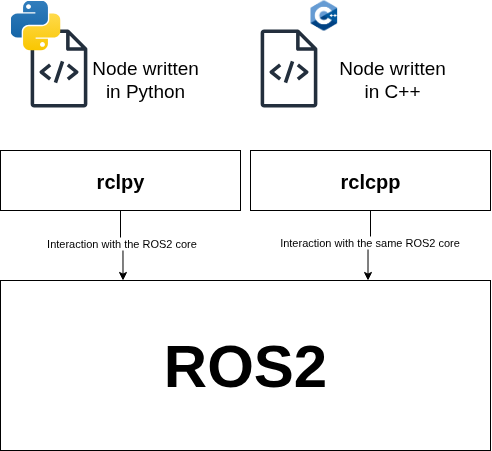 C++
Node written
in Python
Node written
in C++
rclpy
rclcpp
Interaction with the ROS2 core
Interaction with the same ROS2 core
ROS2